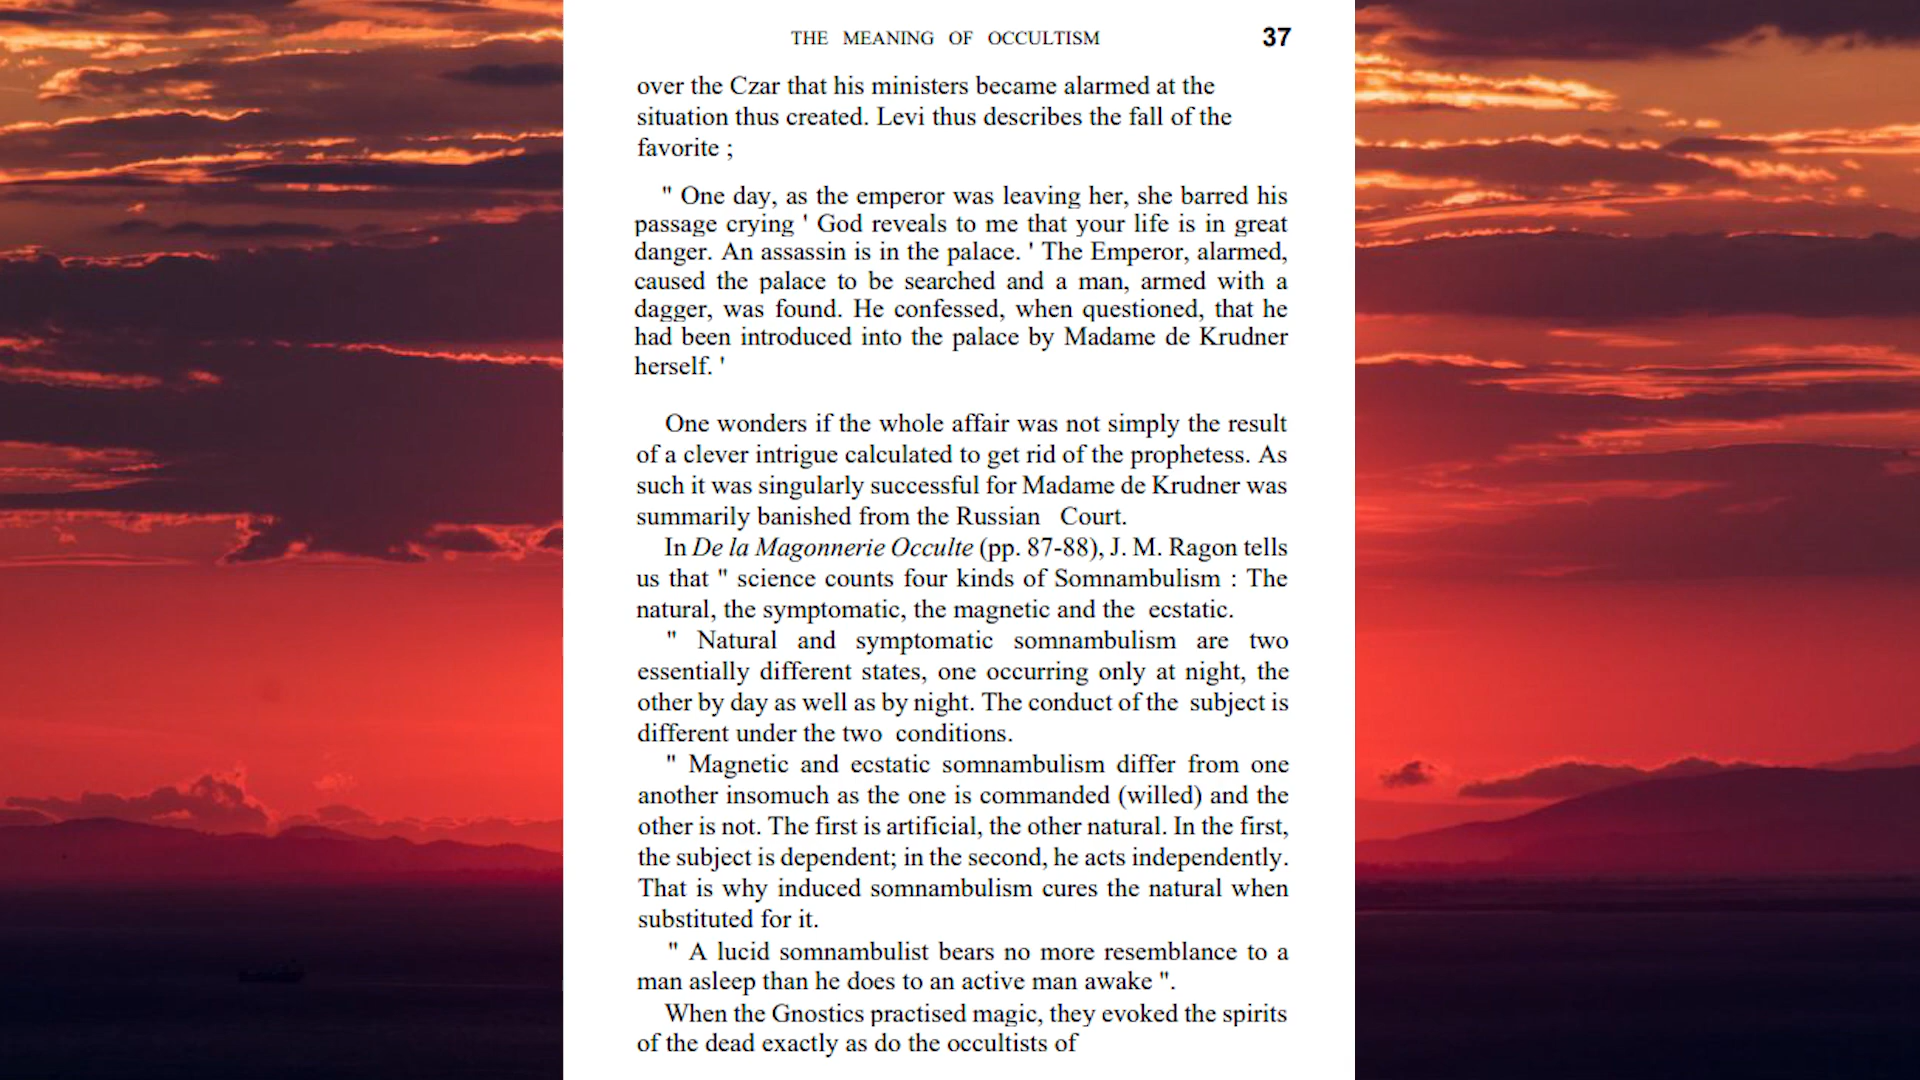 THE MEANING OF OCCULTISM 37
over the Czar that his ministers became alarmed at the
situation thus created. Levi thus describes the fall of the
favorite ;
" One day, as the emperor was leaving her, she barred his
passage crying ' God reveals to me that your life is in great
danger. An assassin is in the palace. ' The Emperor, alarmed,
caused the palace to be searched and a man, armed with a
dagger, was found. He confessed, when questioned, that he
had been introduced into the palace by Madame de Krudner
herself. '
One wonders if the whole affair was not simply the result
of a clever intrigue calculated to get rid of the prophetess. As
such it was singularly successful for Madame de Krudner was
summarily banished from the Russian Court.
In De la Magonnerie Occulte (pp. 87-88), J. M. Ragon tells
us that " science counts four kinds of Somnambulism : The
natural, the symptomatic, the magnetic and the ecstatic.
" Natural and symptomatic somnambulism are two
essentially different states, one occurring only at night, the
other by day as well as by night. The conduct of the subject is
different under the two conditions.
" Magnetic and ecstatic somnambulism differ from one
another insomuch as the one is commanded (willed) and the
other is not. The first is artificial, the other natural. In the first,
the subject is dependent; in the second, he acts independently.
That is why induced somnambulism cures the natural when
substituted for it.
" A lucid somnambulist bears no more resemblance to a
man asleep than he does to an active man awake ".
When the Gnostics practised magic, they evoked the spirits
of the dead exactly as do the occultists of